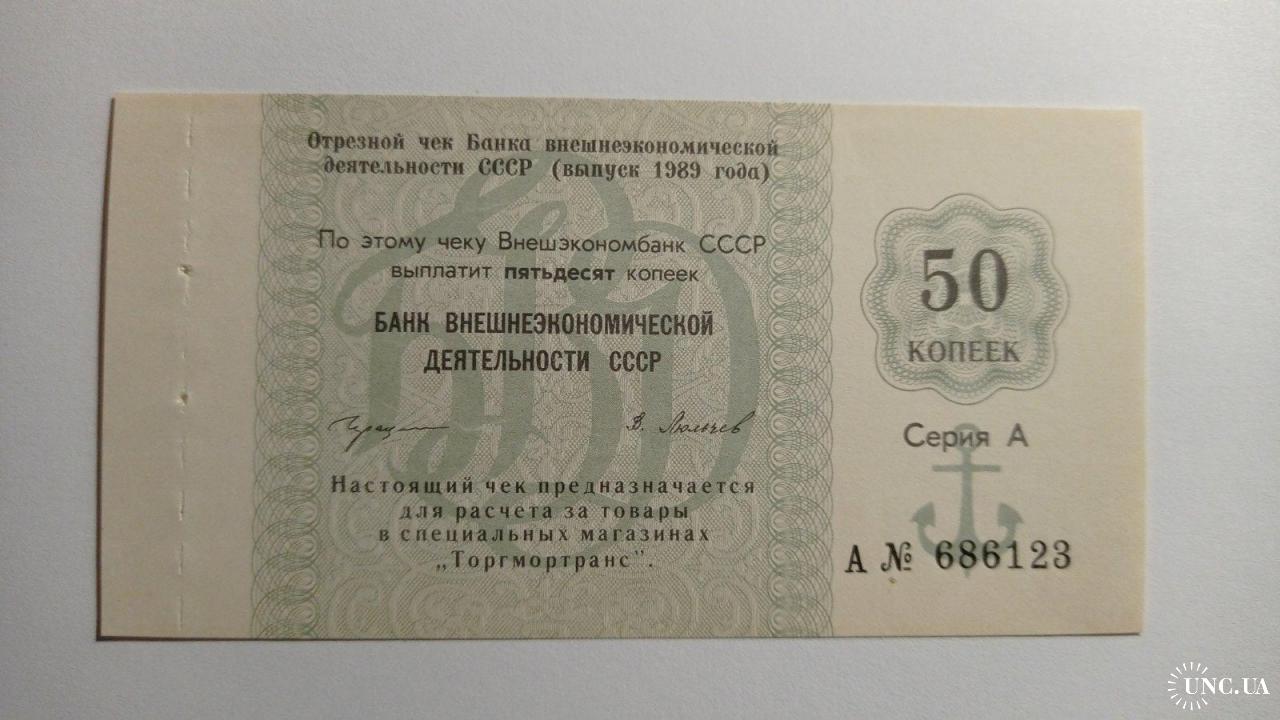 Отрезной чек Банка внешнеэкономической
деятельности СССР (выпуск 1989 года)
По этому чеку Внешэкономбанк СССР
выплатит пятьдесят копеек
БАНК ВНЕШНЕЭКОНОМИЧЕСКОЙ
ДЕЯТЕЛЬНОСТИ СССР
Настоящий чек предназначается
для расчета за товары
в специальных магазинах
„Торгмортранс".
50
КОПЕЕК
Серия А
А № 686123
UNC.UA